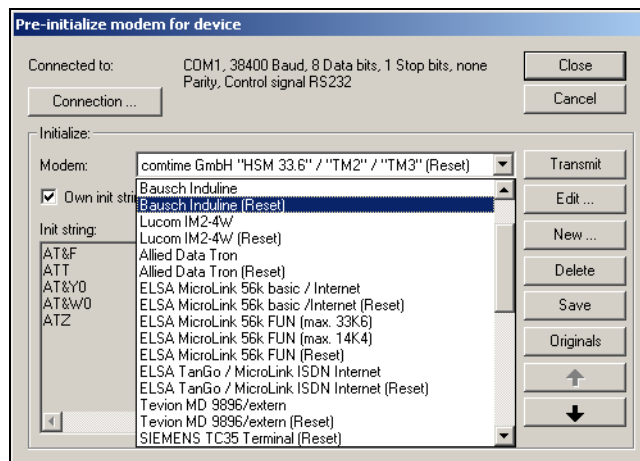 Pre-initialize modem for device
Connected to:
COM1, 38400 Baud, 8 Data bits, 1 Stop bits, none
Parity, Control signal RS232
Close
Connection ...
Cancel
Initialize:
Modem:
comtime GmbH "HSM 33.6" / "TM2" / "TM3" (Reset)
Transmit
Own init stri
Edit ...
Init string:
AT&F
ATT
AT&Y0
AT&W0
ATZ
Bausch Induline
Bausch Induline (Reset)
Lucom IM2-4W
Lucom IM2-4W (Reset)
Allied Data Tron
Allied Data Tron (Reset)
ELSA MicroLink 56k basic / Internet
ELSA MicroLink 56k basic /Internet (Reset)
ELSA MicroLink 56k FUN (max. 33K6)
ELSA MicroLink 56k FUN (max. 14K4)
ELSA MicroLink 56k FUN (Reset)
ELSA TanGo / MicroLink ISDN Internet
ELSA TanGo / MicroLink ISDN Internet (Reset)
Tevion MD 9896/extern
Tevion MD 9896/extern (Reset)
SIEMENS TC35 Terminal (Reset)
New ...
Delete
Save
Originals